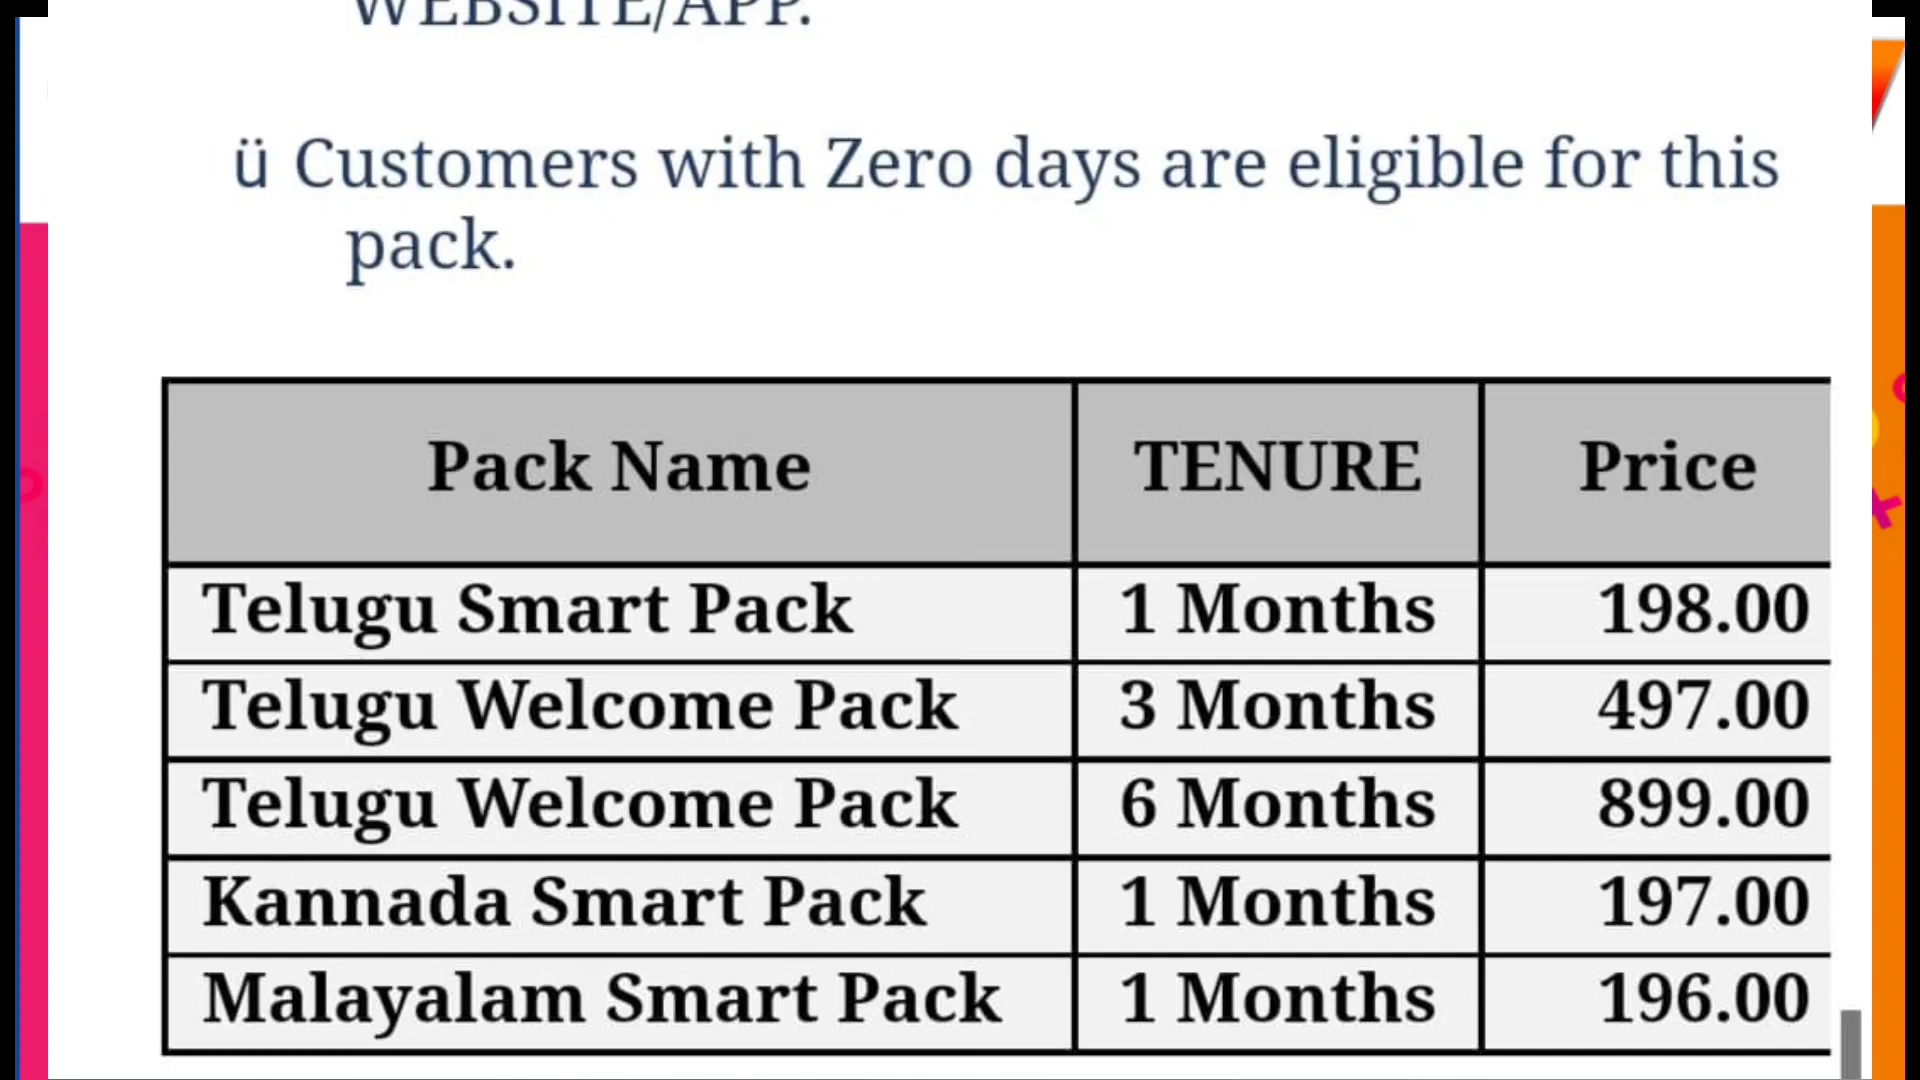 WEBSITE/APP.
ü Customers with Zero days are eligible for this
pack.
Pack Name TENURE Price
Telugu Smart Pack 1 Months 198.00
Telugu Welcome Pack 3 Months 497.00
Telugu Welcome Pack 6 Months 899.00
Kannada Smart Pack 1 Months 197.00
Malayalam Smart Pack 1 Months 196.00